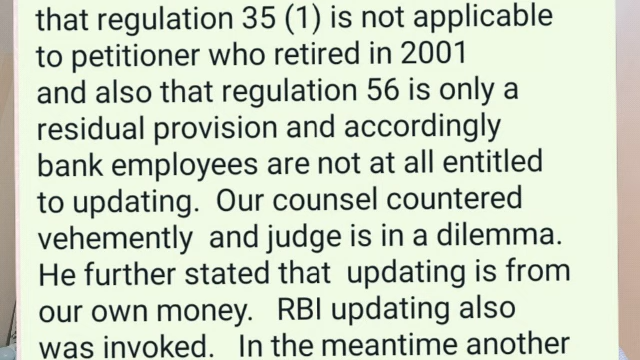 that regulation 35 (1) is not applicable
to petitioner who retired in 2001
and also that regulation 56 is only a
residual provision and accordingly
bank employees are not at all entitled
to updating.  Our counsel countered
vehemently  and judge is in a dilemma.
He further stated that  updating is from
our own money.   RBI updating also
was invoked.   In the meantime another